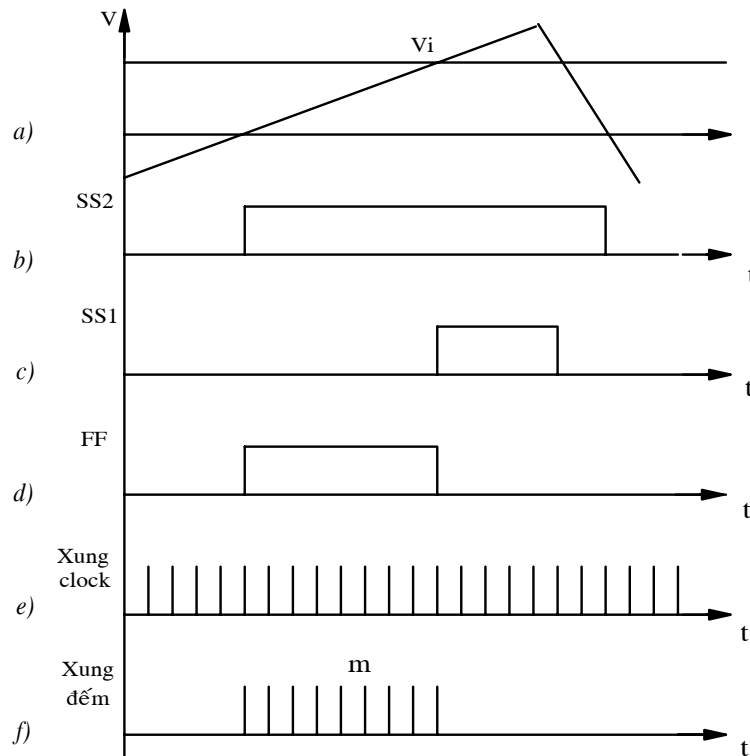 V
Vi
a)
SS2
b)
t
SS1
c)
t
FF
d)
t
Xung
clock
e)
t
Xung
đếm
m
f)
t